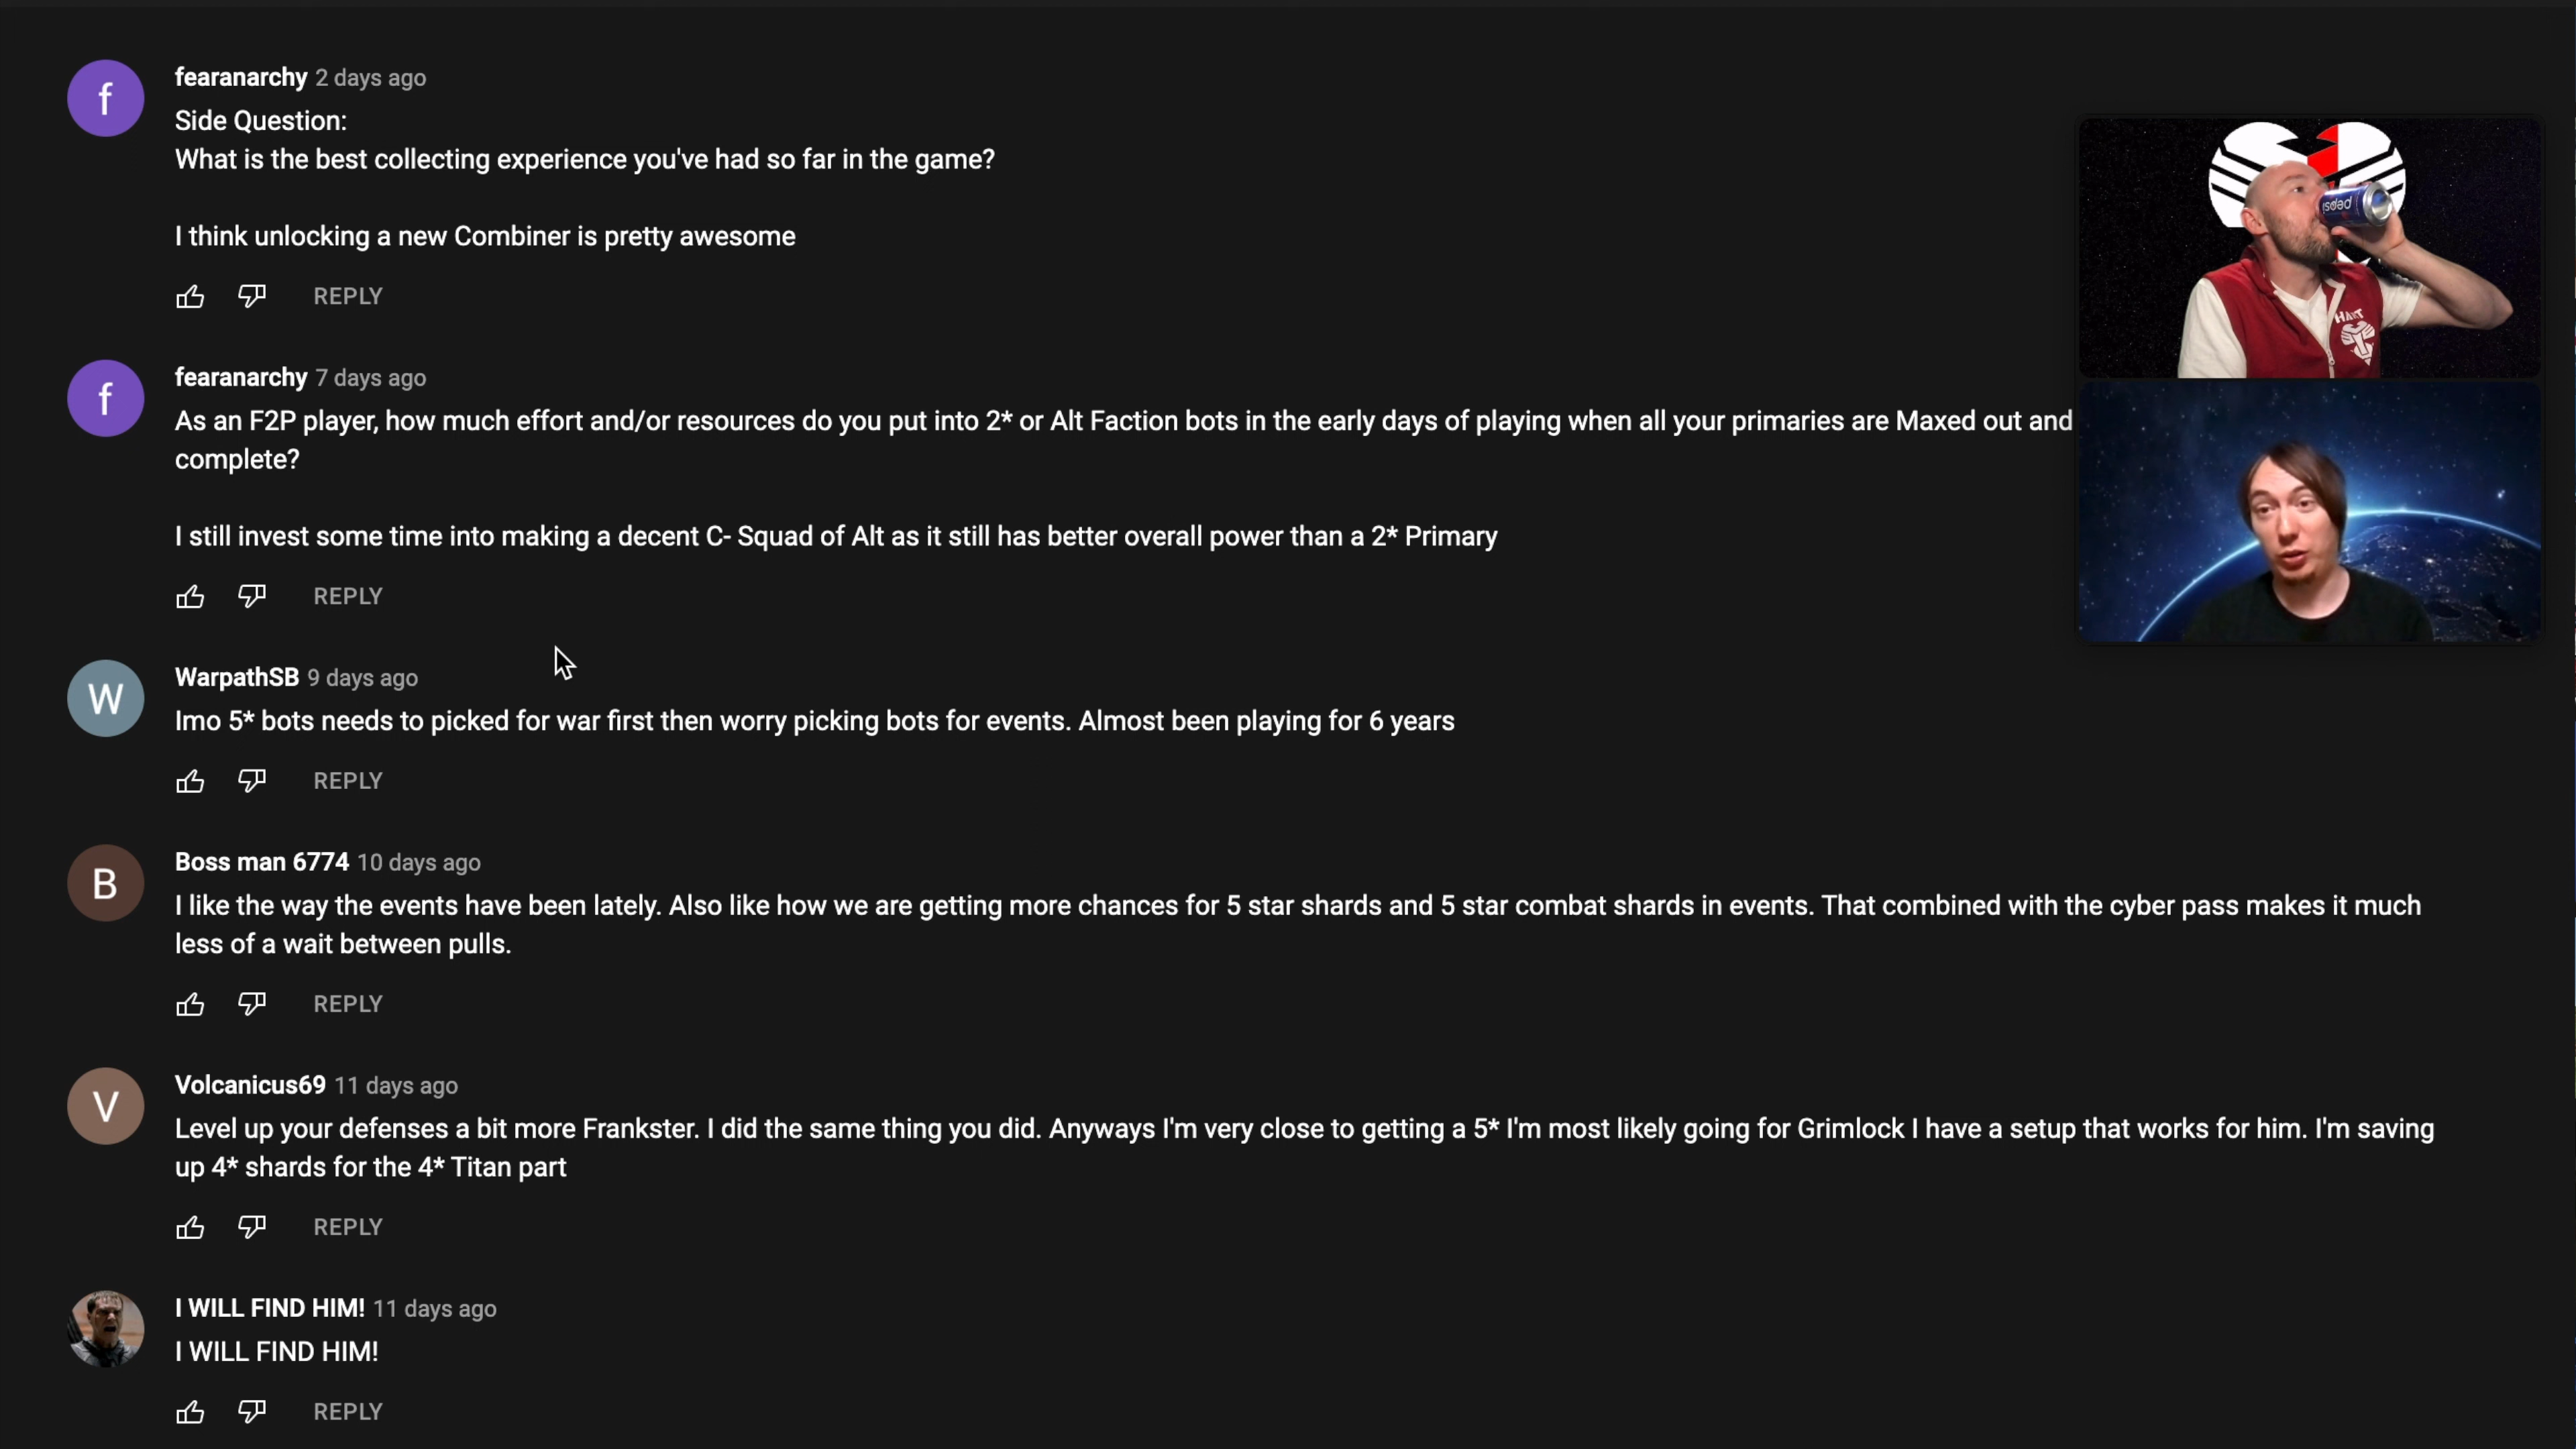 f
fearanarchy 2 days ago
Side Question:
What is the best collecting experience you've had so far in the game?
I think unlocking a new Combiner is pretty awesome
REPLY
pepsi
HART
f
fearanarchy 7 days ago
As an F2P player, how much effort and/or resources do you put into 2* or Alt Faction bots in the early days of playing when all your primaries are Maxed out and
complete?
I still invest some time into making a decent C- Squad of Alt as it still has better overall power than a 2* Primary
REPLY
W
WarpathSB 9 days ago
Imo 5* bots needs to picked for war first then worry picking bots for events. Almost been playing for 6 years
REPLY
B
Boss man 6774 10 days ago
I like the way the events have been lately. Also like how we are getting more chances for 5 star shards and 5 star combat shards in events. That combined with the cyber pass makes it much
less of a wait between pulls.
REPLY
V
Volcanicus69 11 days ago
Level up your defenses a bit more Frankster. I did the same thing you did. Anyways I'm very close to getting a 5* I'm most likely going for Grimlock I have a setup that works for him. I'm saving
up 4* shards for the 4* Titan part
REPLY
I WILL FIND HIM! 11 days ago
I WILL FIND HIM!
REPLY